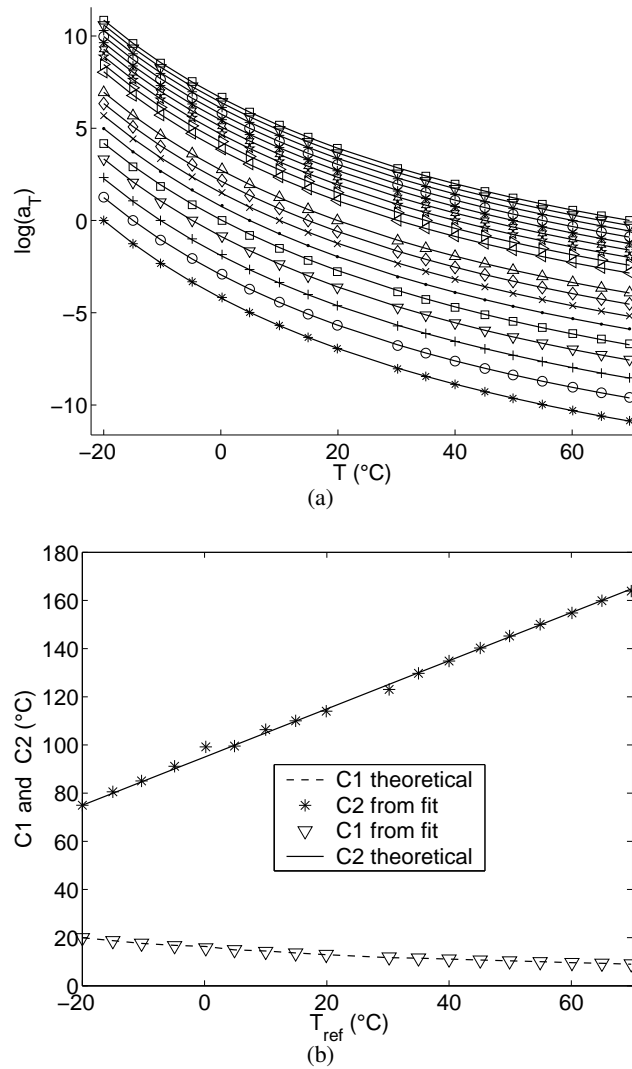 10
5
0
−5
−10
log(a_T)
−20 0 20 40 60
T (°C)
(a)
180
160
140
120
100
80
60
40
20
0
C1 and C2 (°C)
C1 theoretical
C2 from fit
C1 from fit
C2 theoretical
−20 0 20 40 60
T_ref (°C)
(b)